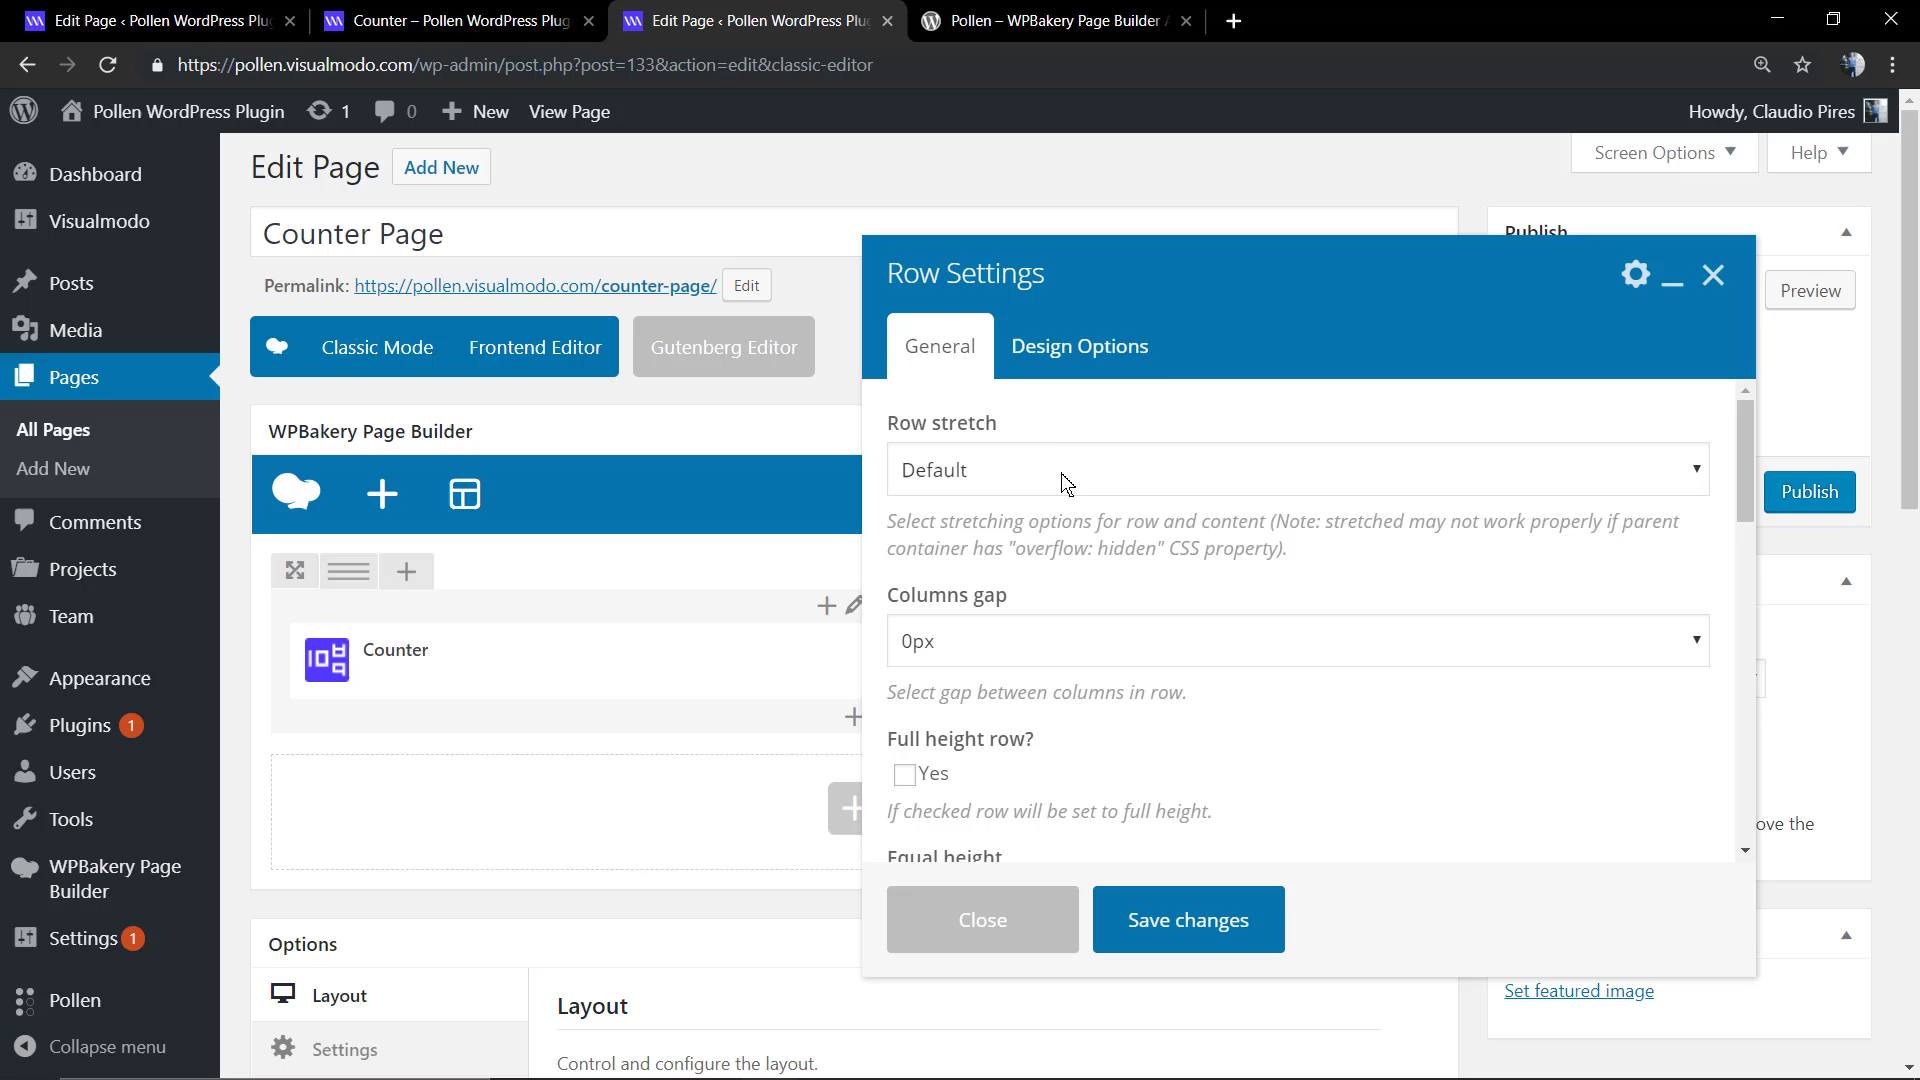 Edit Page ‹ Pollen WordPress Plug
Counter – Pollen WordPress Plug
Edit Page ‹ Pollen WordPress Plug
Pollen – WPBakery Page Builder
https://pollen.visualmodo.com/wp-admin/post.php?post=133&action=edit&classic-editor
Pollen WordPress Plugin
1
0
New
View Page
Howdy, Claudio Pires
Dashboard
Visualmodo
Posts
Media
Pages
All Pages
Add New
Comments
Projects
Team
Appearance
Plugins 1
Users
Tools
WPBakery Page
Builder
Settings 1
Pollen
Collapse menu
Edit Page
Add New
Screen Options
Help
Counter Page
Permalink: https://pollen.visualmodo.com/counter-page/
Edit
Classic Mode
Frontend Editor
Gutenberg Editor
WPBakery Page Builder
Counter
Options
Layout
Settings
Layout
Control and configure the layout.
Row Settings
General
Design Options
Row stretch
Default
Select stretching options for row and content (Note: stretched may not work properly if parent
container has "overflow: hidden" CSS property).
Columns gap
0px
Select gap between columns in row.
Full height row?
Yes
If checked row will be set to full height.
Equal height
Close
Save changes
Publish
Preview
Publish
ove the
Set featured image